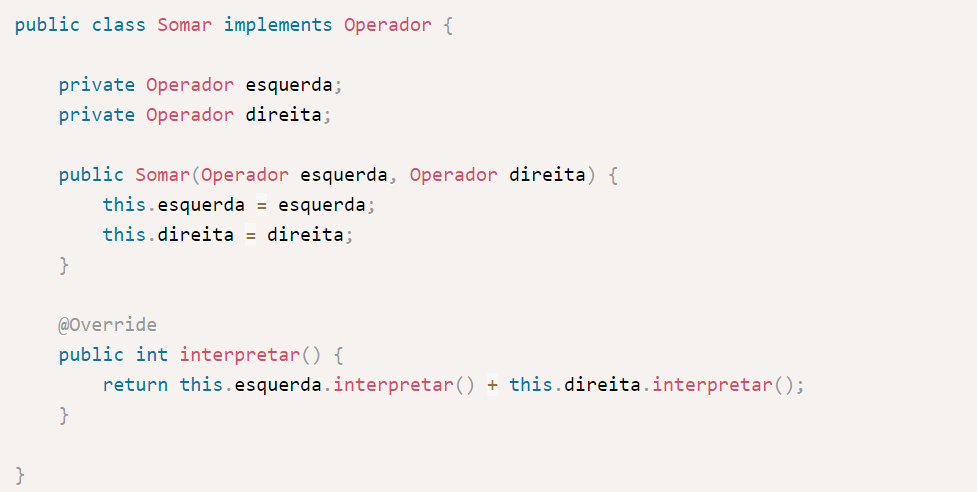 public class Somar implements Operador {
private Operador esquerda;
private Operador direita;
public Somar(Operador esquerda, Operador direita) {
this.esquerda = esquerda;
this.direita = direita;
}
@Override
public int interpretar() {
return this.esquerda.interpretar() + this.direita.interpretar();
}
}